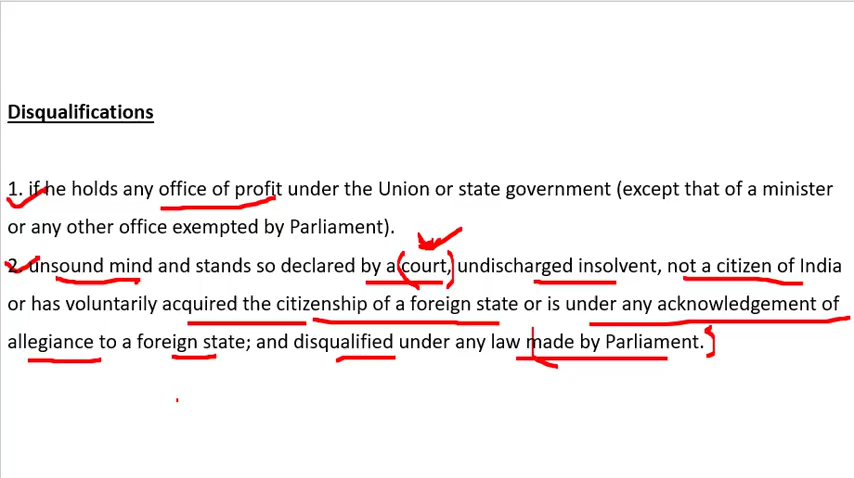 Disqualifications
1. if he holds any office of profit under the Union or state government (except that of a minister
or any other office exempted by Parliament).
2. unsound mind and stands so declared by a court, undischarged insolvent, not a citizen of India
or has voluntarily acquired the citizenship of a foreign state or is under any acknowledgement of
allegiance to a foreign state; and disqualified under any law made by Parliament.